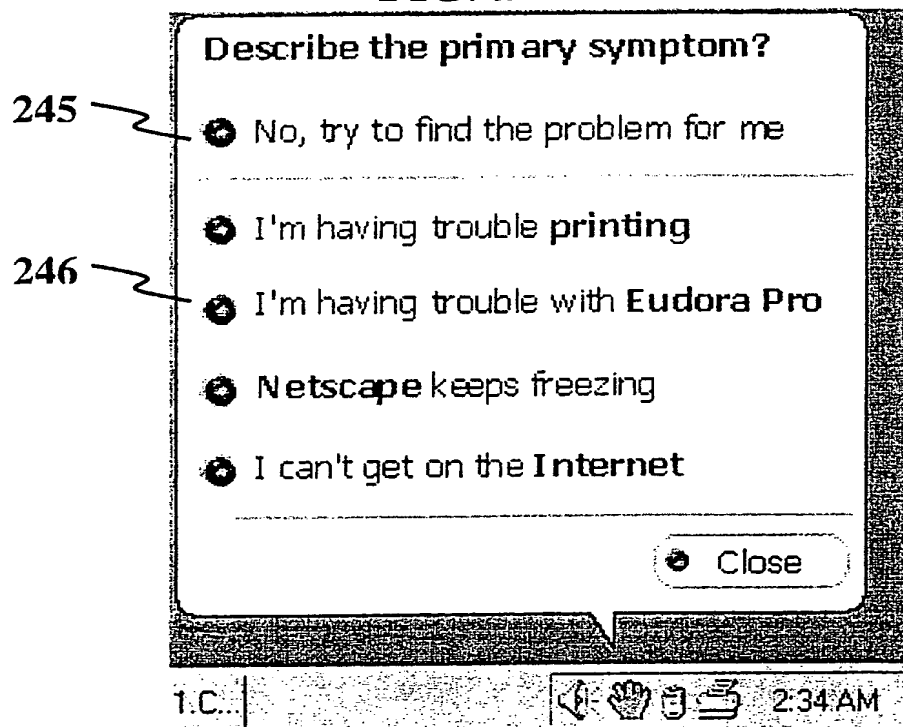 Describe the primary symptom?
245
No, try to find the problem for me
I'm having trouble printing
246
I'm having trouble with Eudora Pro
Netscape keeps freezing
I can't get on the Internet
Close
1.C...
2:34 AM